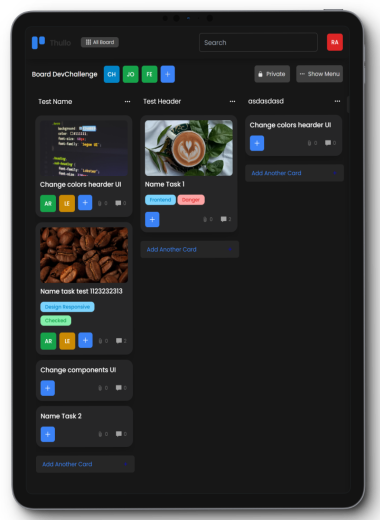 Thullo
All Board
Search
RA
Board DevChallenge
CH
JO
FE
+
Private
··· Show Menu
Test Name
···
Change colors hearder UI
AR
LE
+
0
0
Name task test 1123232313
Design Responsive
Checked
AR
LE
+
0
2
Change components UI
+
0
0
Name Task 2
+
0
0
Add Another Card
Test Header
···
Name Task 1
Frontend
Danger
+
0
2
Add Another Card
asdasdasd
···
Change colors hearder UI
+
0
0
Add Another Card